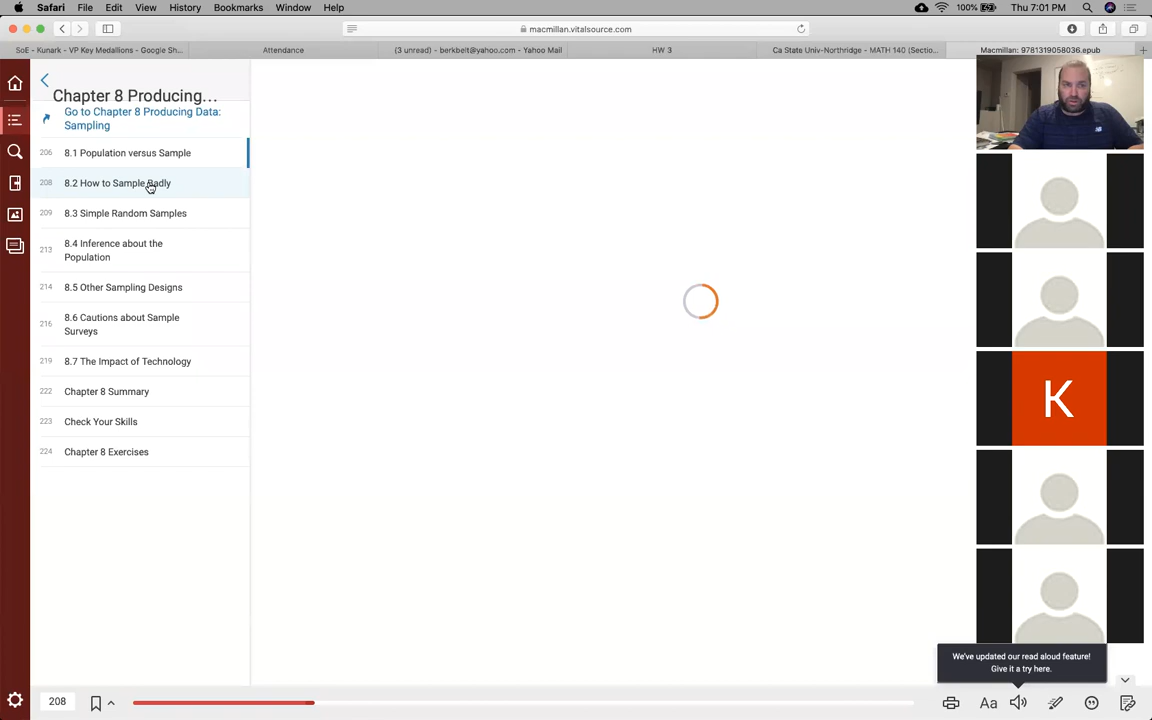 Safari File Edit View History Bookmarks Window Help 100% Thu 7:01 PM
macmillan.vitalsource.com
SoE - Kunark - VP Key Medallions - Google Sh... Attendance (3 unread) - berkbelt@yahoo.com - Yahoo Mail HW 3 Ca State Univ-Northridge - MATH 140 (Sectio... Macmillan: 9781319058036.epub
Chapter 8 Producing...
Go to Chapter 8 Producing Data:
Sampling
206 8.1 Population versus Sample
208 8.2 How to Sample Badly
209 8.3 Simple Random Samples
213 8.4 Inference about the
Population
214 8.5 Other Sampling Designs
216 8.6 Cautions about Sample
Surveys
219 8.7 The Impact of Technology
222 Chapter 8 Summary
223 Check Your Skills
224 Chapter 8 Exercises
K
We've updated our read aloud feature!
Give it a try here.
208 Aa